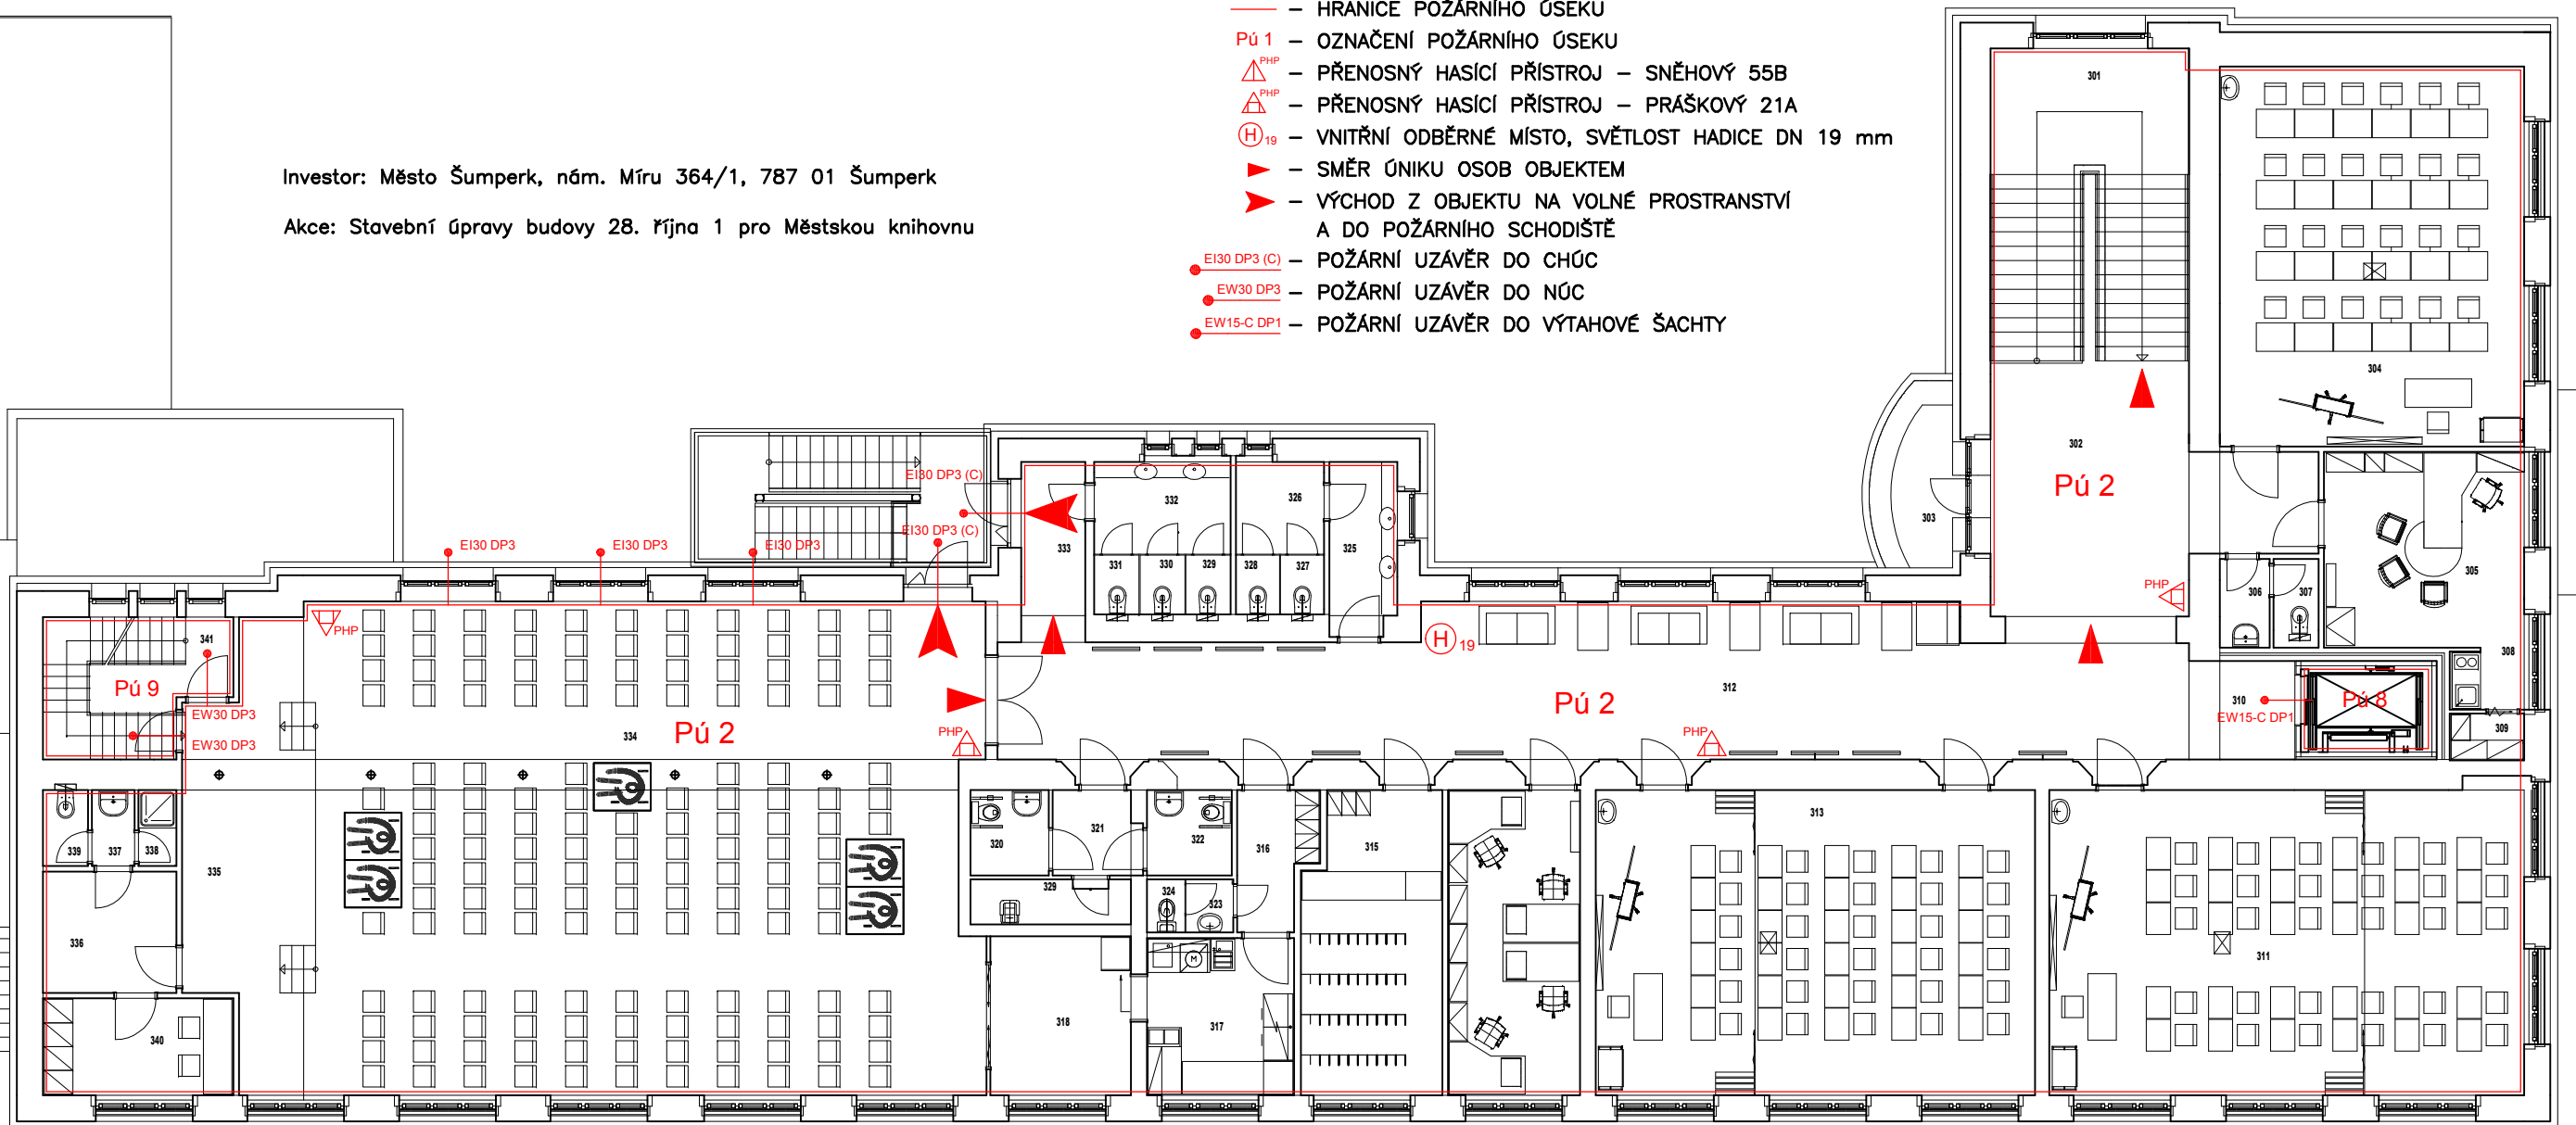 — HRANICE POŽÁRNÍHO ÚSEKU
Pú 1 — OZNAČENÍ POŽÁRNÍHO ÚSEKU
PHP — PŘENOSNÝ HASÍCÍ PŘÍSTROJ — SNĚHOVÝ 55B
PHP — PŘENOSNÝ HASÍCÍ PŘÍSTROJ — PRÁŠKOVÝ 21A
H 19 — VNITŘNÍ ODBĚRNÉ MÍSTO, SVĚTLOST HADICE DN 19 mm
— SMĚR ÚNIKU OSOB OBJEKTEM
— VÝCHOD Z OBJEKTU NA VOLNÉ PROSTRANSTVÍ
A DO POŽÁRNÍHO SCHODIŠTĚ
EI30 DP3 (C) — POŽÁRNÍ UZÁVĚR DO CHÚC
EW30 DP3 — POŽÁRNÍ UZÁVĚR DO NÚC
EW15-C DP1 — POŽÁRNÍ UZÁVĚR DO VÝTAHOVÉ ŠACHTY
Investor: Město Šumperk, nám. Míru 364/1, 787 01 Šumperk
Akce: Stavební úpravy budovy 28. října 1 pro Městskou knihovnu
301
304
302
Pú 2
303
305
306
307
308
309
310
EW15-C DP1
Pú 8
PHP
EI30 DP3 (C)
EI30 DP3 (C)
EI30 DP3
EI30 DP3
EI30 DP3
332
326
333
325
331
330
329
328
327
H 19
312
Pú 2
PHP
PHP
PHP
341
Pú 9
EW30 DP3
EW30 DP3
334
Pú 2
339
337
338
335
336
340
320
321
322
316
315
313
329
324
323
318
317
M
311